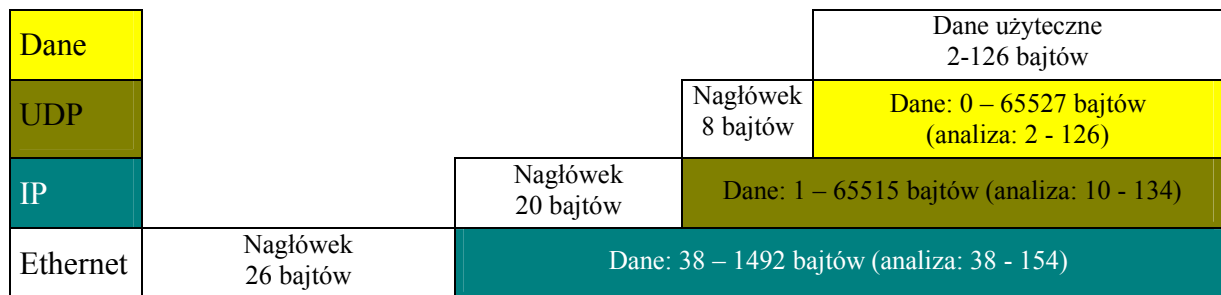 Dane
Dane użyteczne
2-126 bajtów
UDP
Nagłówek
8 bajtów
Dane: 0 – 65527 bajtów
(analiza: 2 - 126)
IP
Nagłówek
20 bajtów
Dane: 1 – 65515 bajtów (analiza: 10 - 134)
Ethernet
Nagłówek
26 bajtów
Dane: 38 – 1492 bajtów (analiza: 38 - 154)